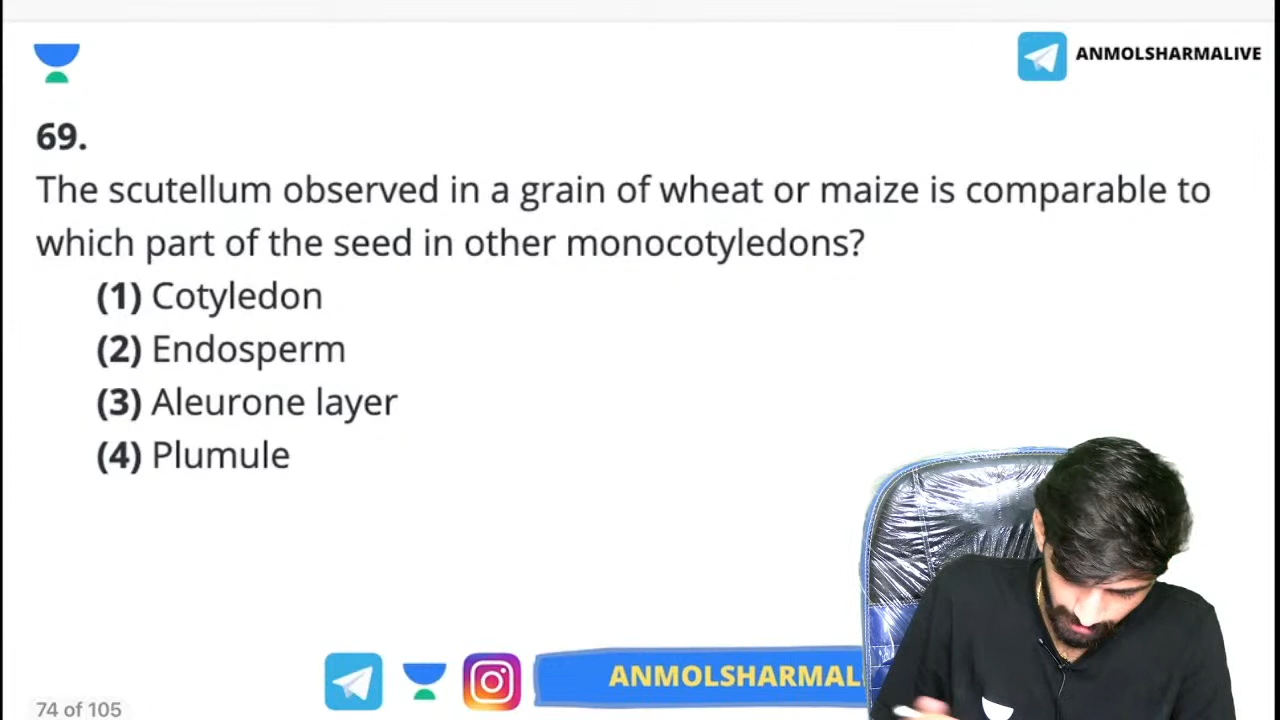 ANMOLSHARMALIVE
69.
The scutellum observed in a grain of wheat or maize is comparable to
which part of the seed in other monocotyledons?
(1) Cotyledon
(2) Endosperm
(3) Aleurone layer
(4) Plumule
ANMOLSHARMAL
74 of 105